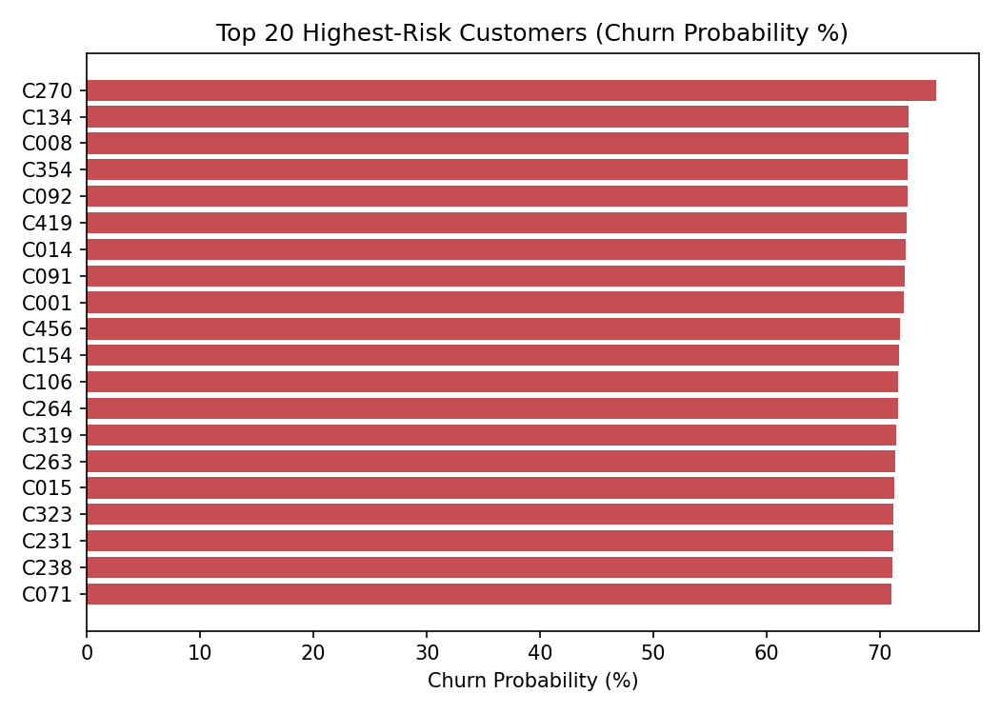 Top 20 Highest-Risk Customers (Churn Probability %)
C270
C134
C008
C354
C092
C419
C014
C091
C001
C456
C154
C106
C264
C319
C263
C015
C323
C231
C238
C071
0 10 20 30 40 50 60 70
Churn Probability (%)